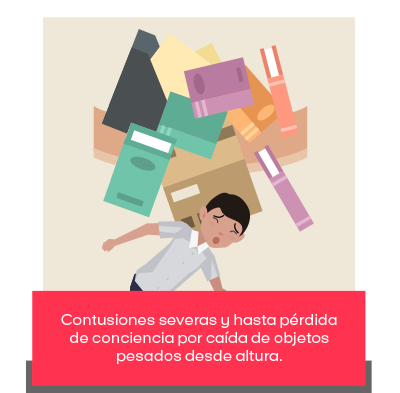 Contusiones severas y hasta pérdida
de conciencia por caída de objetos
pesados desde altura.